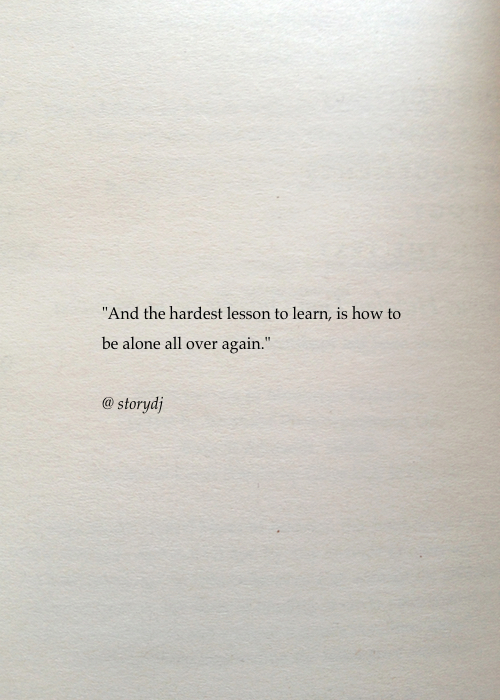 "And the hardest lesson to learn, is how to
be alone all over again."
@ storydj